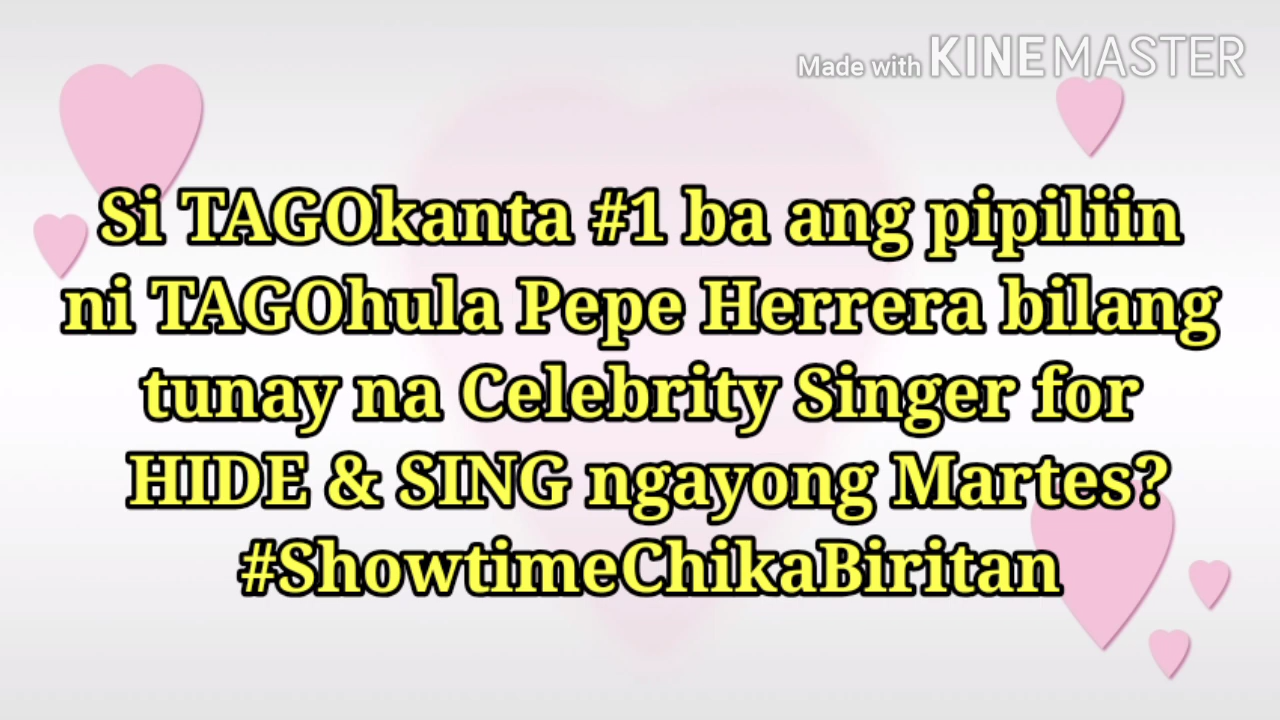 Made with KINEMASTER
Si TAGOkanta #1 ba ang pipiliin
ni TAGOhula Pepe Herrera bilang
tunay na Celebrity Singer for
HIDE & SING ngayong Martes?
#ShowtimeChikaBiritan